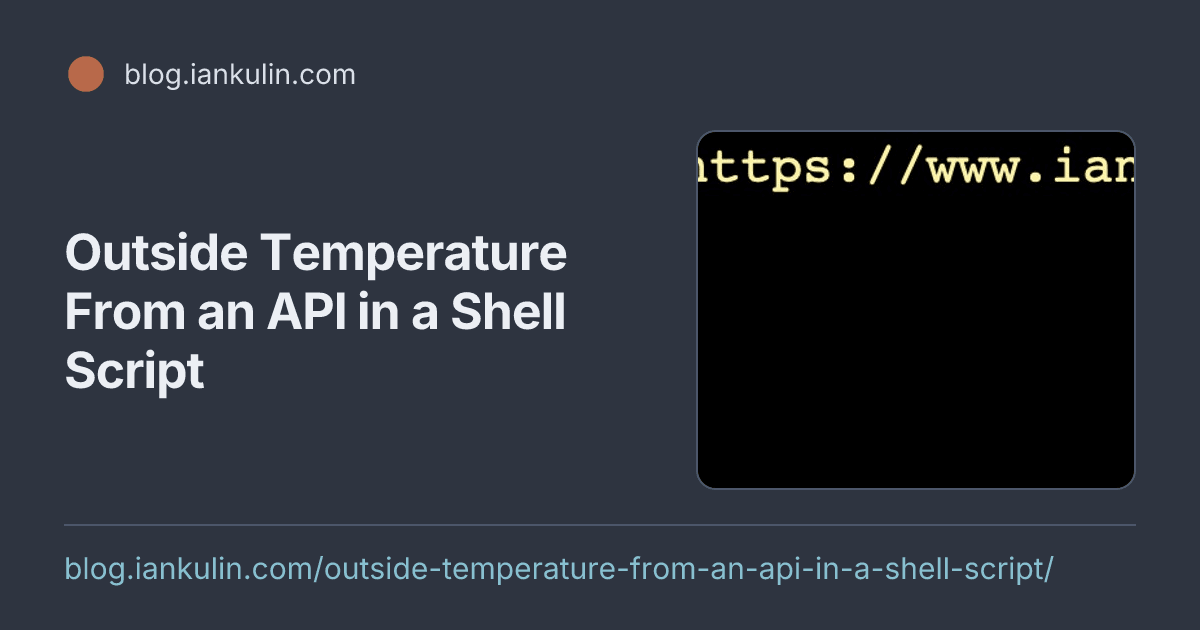 blog.iankulin.com
https://www.ian
Outside Temperature
From an API in a Shell
Script
blog.iankulin.com/outside-temperature-from-an-api-in-a-shell-script/